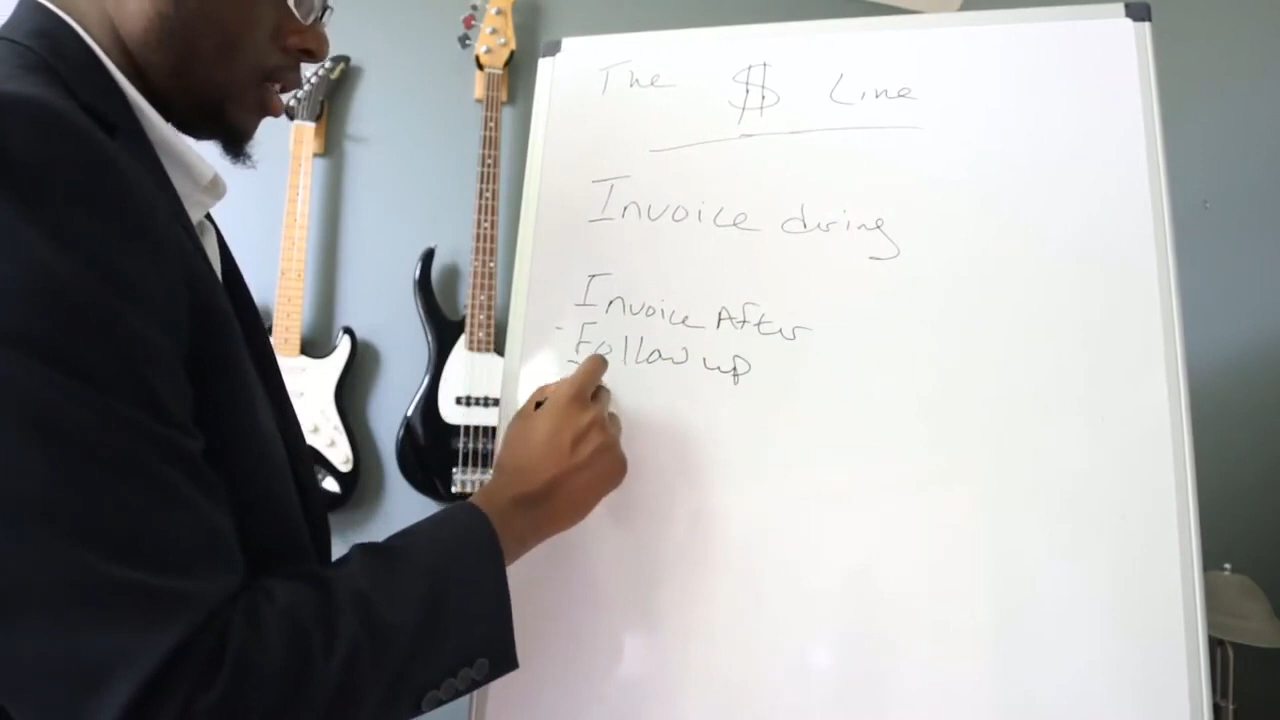 The $ Line
Invoice during
Invoice After
- Follow up